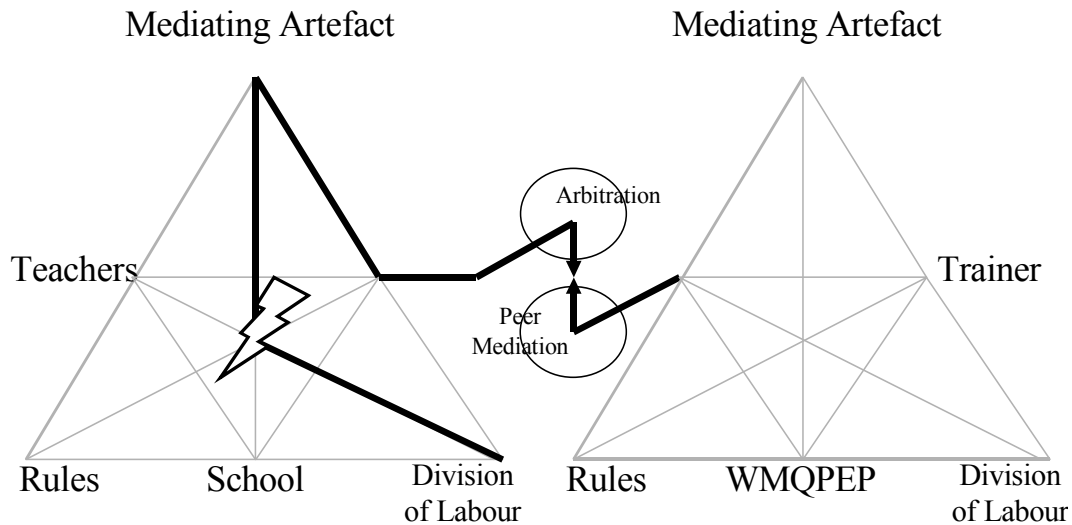 Mediating Artefact
Mediating Artefact
Arbitration
Teachers
Trainer
Peer
Mediation
Rules
School
Division
of Labour
Rules
WMQPEP
Division
of Labour